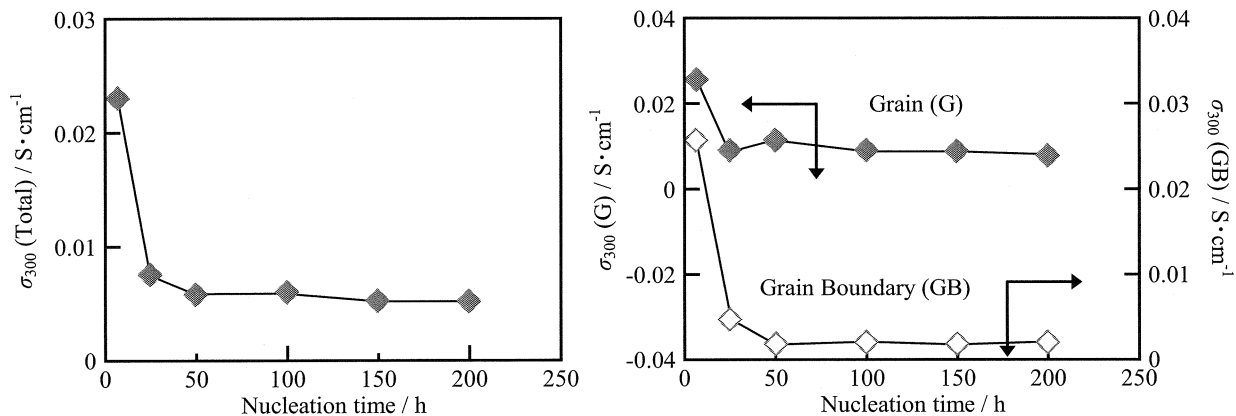 0.03
0.02
0.01
0
σ300 (Total) / S・cm-1
0 50 100 150 200 250
Nucleation time / h
0.04
0.02
0
-0.02
-0.04
σ300 (G) / S・cm-1
Grain (G)
Grain Boundary (GB)
0.04
0.03
0.02
0.01
0
σ300 (GB) / S・cm-1
0 50 100 150 200 250
Nucleation time / h